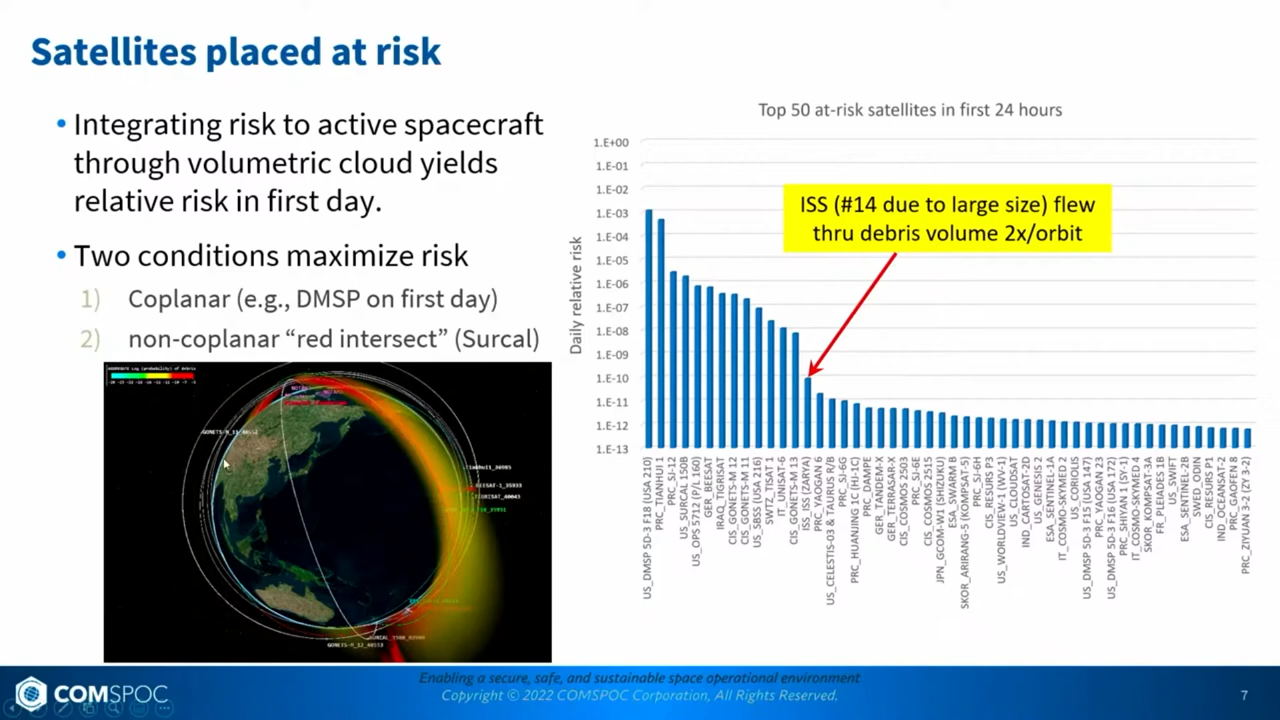 Satellites placed at risk
• Integrating risk to active spacecraft
through volumetric cloud yields
relative risk in first day.
• Two conditions maximize risk
1) Coplanar (e.g., DMSP on first day)
2) non-coplanar “red intersect” (Surcal)
GONETS-M_12_40553
Top 50 at-risk satellites in first 24 hours
Daily relative risk
1.E+00
1.E-01
1.E-02
1.E-03
1.E-04
1.E-05
1.E-06
1.E-07
1.E-08
1.E-09
1.E-10
1.E-11
1.E-12
1.E-13
ISS (#14 due to large size) flew
thru debris volume 2x/orbit
US_DMSP 5D-3 F18 (USA 210)
PRC_TIANHUI 1
PRC_SJ-12
US_SURCAL 150B
US_OPS 5712 (P/L 160)
GER_BEESAT
IRAQ_TIGRISAT
CIS_GONETS-M 12
CIS_GONETS-M 11
US_SBSS (USA 216)
SWT_TISAT 1
IT_UNISAT-6
CIS_GONETS-M 13
ISS_ISS (ZARYA)
PRC_YAOGAN 6
US_CELESTIS-03 & TAURUS R/B
PRC_SJ-6G
PRC_HUANJING 1C (HJ-1C)
PRC_DAMPE
GER_TANDEM-X
GER_TERRASAR-X
CIS_COSMOS 2503
PRC_SJ-6E
CIS_COSMOS 2515
JPN_GCOM-W1 (SHIZUKU)
ESA_SWARM B
SKOR_ARIRANG-5 (KOMPSAT-5)
PRC_SJ-6F
CIS_RESURS P3
US_WORLDVIEW-1 (WV-1)
US_CLOUDSAT
IND_CARTOSAT-2D
US_GENESIS 2
ESA_SENTINEL-1A
IT_COSMO-SKYMED 2
US_CORIOLIS
US_DMSP 5D-3 F15 (USA 147)
PRC_YAOGAN 23
US_DMSP 5D-3 F16 (USA 172)
PRC_SHIYAN 1 (SY-1)
IT_COSMO-SKYMED 4
SKOR_KOMPSAT-3A
FR_PLEIADES 1B
US_SWIFT
ESA_SENTINEL-2B
SWED_ODIN
CIS_RESURS P1
IND_OCEANSAT-2
PRC_GAOFEN 8
PRC_ZIYUAN 3-2 (ZY 3-2)
COMSPOC
Enabling a secure, safe, and sustainable space operational environment
Copyright © 2022 COMSPOC Corporation, All Rights Reserved,
7